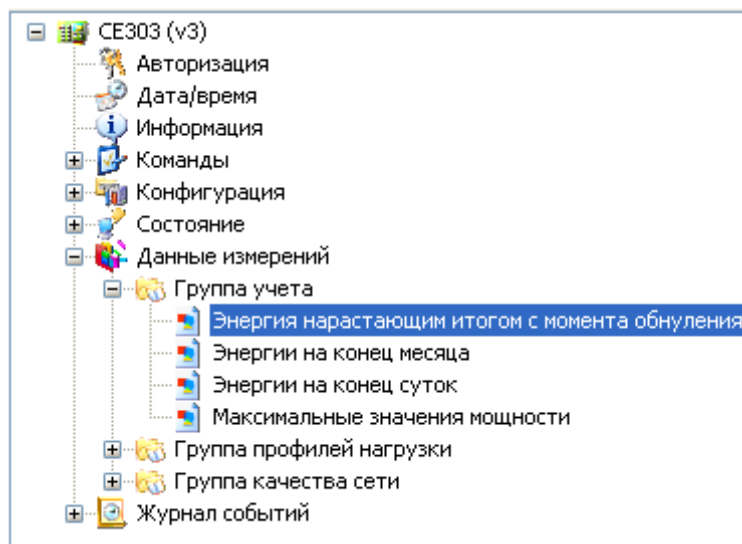 CE303 (v3)
Авторизация
Дата/время
Информация
Команды
Конфигурация
Состояние
Данные измерений
Группа учета
Энергия нарастающим итогом с момента обнуления
Энергии на конец месяца
Энергии на конец суток
Максимальные значения мощности
Группа профилей нагрузки
Группа качества сети
Журнал событий